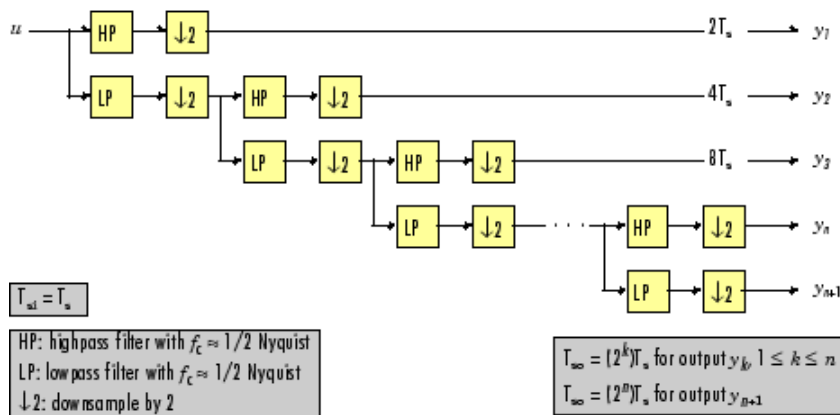 u HP ↓2 2Tₛ y₁
LP ↓2 HP ↓2 4Tₛ y₂
LP ↓2 HP ↓2 8Tₛ y₃
LP ↓2 · · · HP ↓2 yₙ
LP ↓2 yₙ₊₁
Tₛᵢ = Tₛ
HP: highpass filter with f_c ≈ 1/2 Nyquist
LP: lowpass filter with f_c ≈ 1/2 Nyquist
↓2: downsample by 2
Tₛₒ = (2ᵏ)Tₛ for output yₖ, 1 ≤ k ≤ n
Tₛₒ = (2ⁿ)Tₛ for output yₙ₊₁